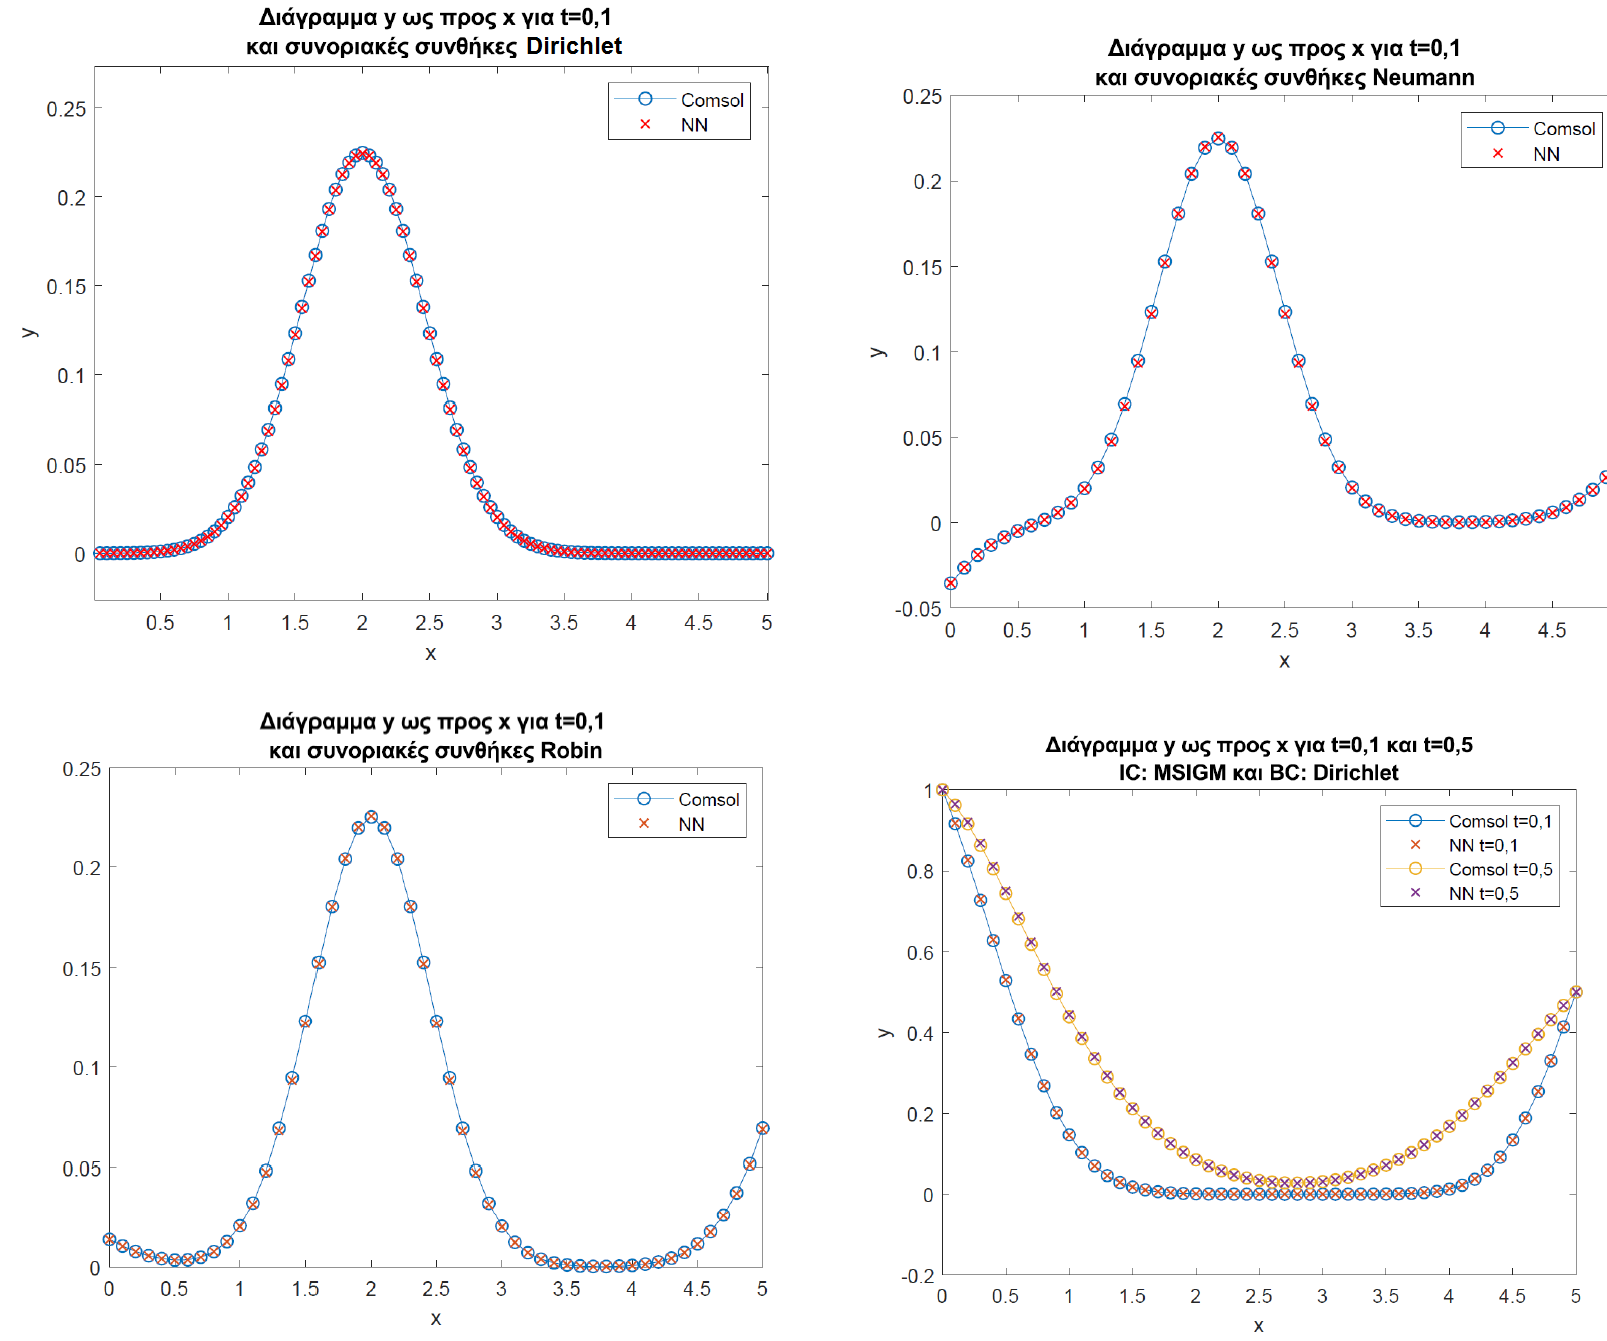 Διάγραμμα y ως προς x για t=0,1
και συνοριακές συνθήκες Dirichlet
Comsol
NN
0.25
0.2
0.15
0.1
0.05
0
y
0.5 1 1.5 2 2.5 3 3.5 4 4.5 5
x
Διάγραμμα y ως προς x για t=0,1
και συνοριακές συνθήκες Neumann
Comsol
NN
0.25
0.2
0.15
0.1
0.05
0
-0.05
y
0 0.5 1 1.5 2 2.5 3 3.5 4 4.5
x
Διάγραμμα y ως προς x για t=0,1
και συνοριακές συνθήκες Robin
Comsol
NN
0.25
0.2
0.15
0.1
0.05
0
0 0.5 1 1.5 2 2.5 3 3.5 4 4.5 5
x
Διάγραμμα y ως προς x για t=0,1 και t=0,5
IC: MSIGM και BC: Dirichlet
Comsol t=0,1
NN t=0,1
Comsol t=0,5
NN t=0,5
1
0.8
0.6
0.4
0.2
0
-0.2
y
0 0.5 1 1.5 2 2.5 3 3.5 4 4.5 5
x